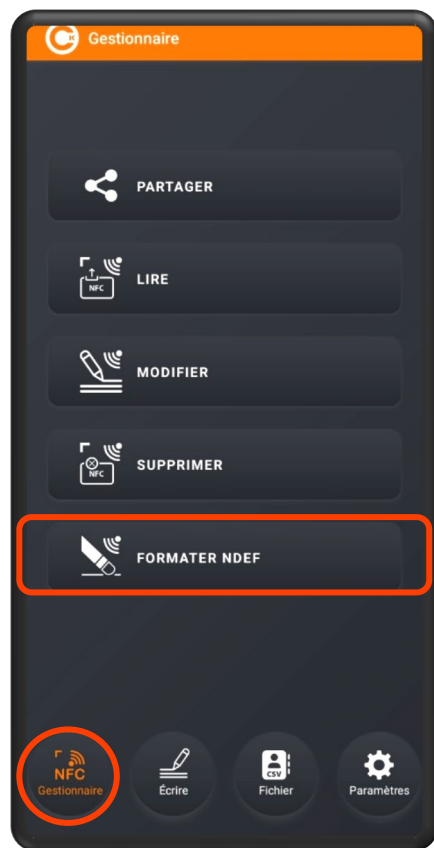 Gestionnaire
PARTAGER
NFC
LIRE
MODIFIER
NFC
SUPPRIMER
FORMATER NDEF
NFC
Gestionnaire
Écrire
CSV
Fichier
Paramètres